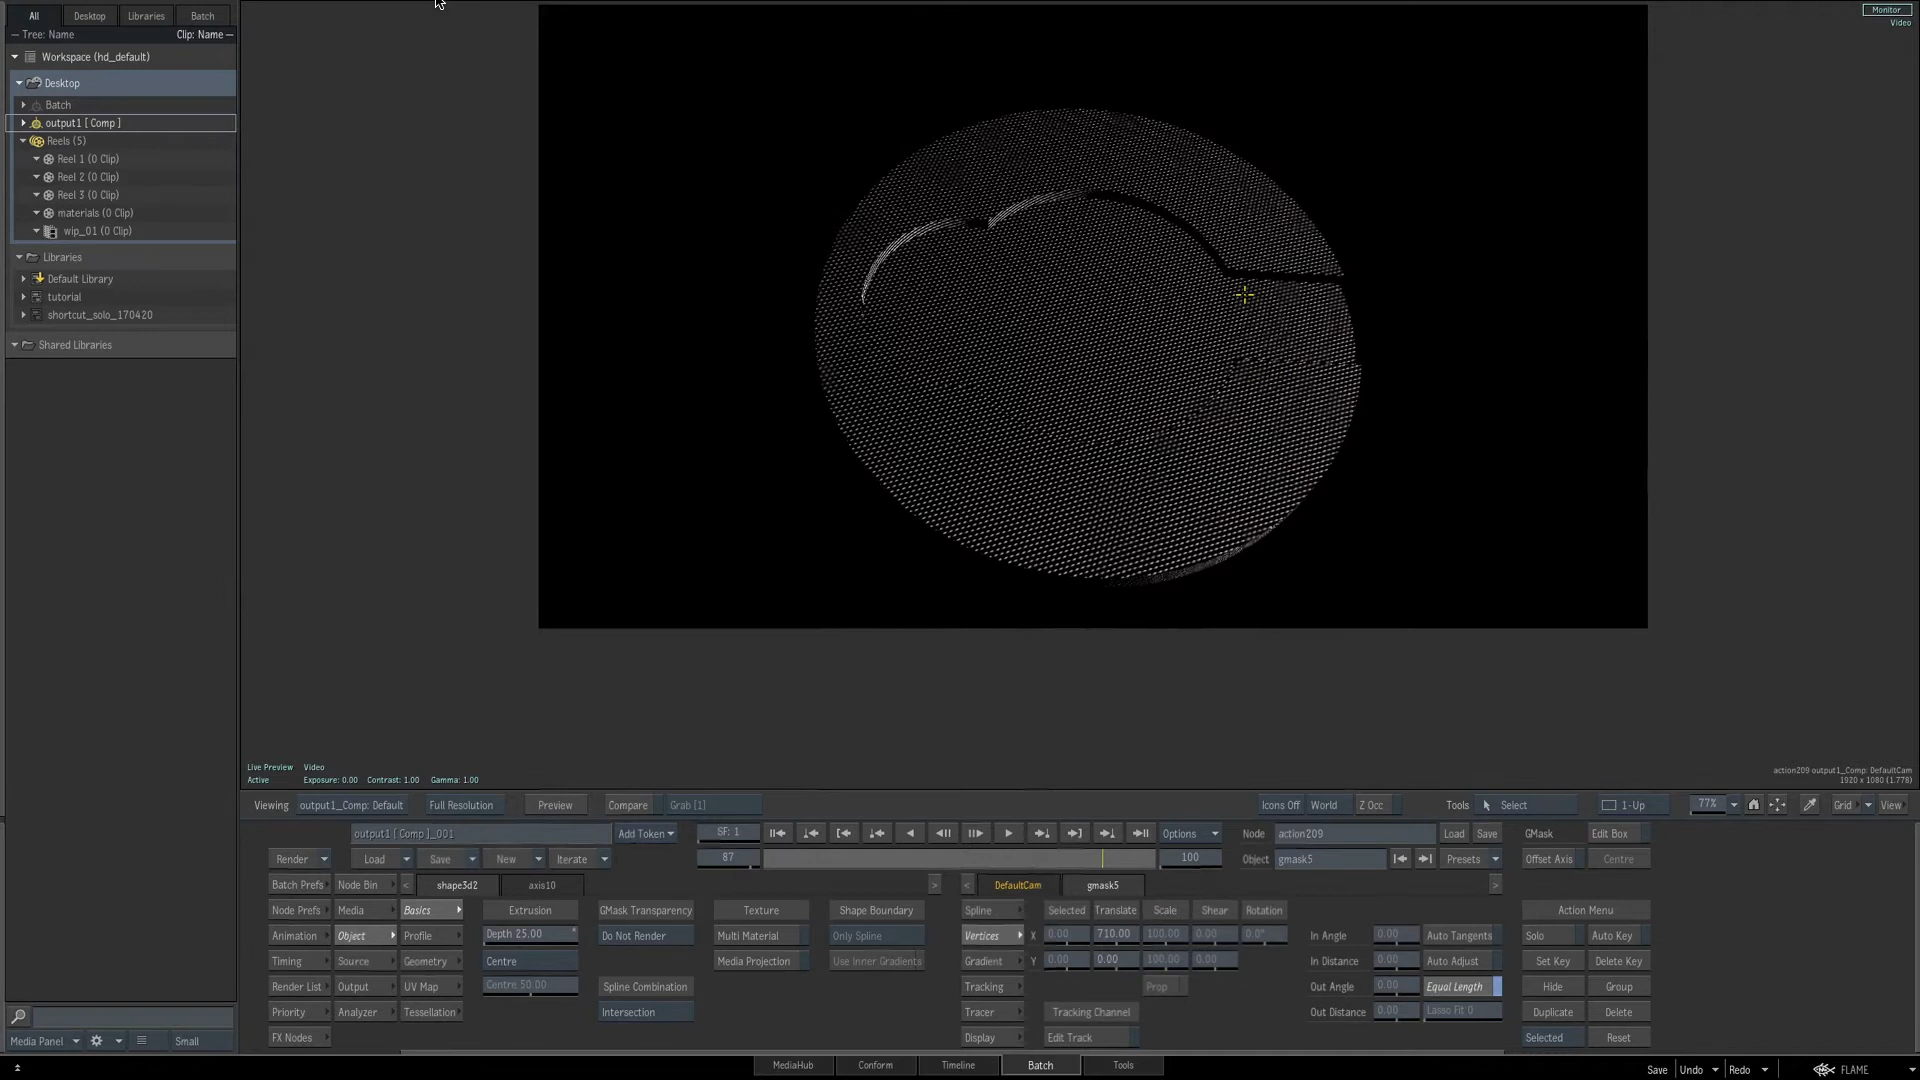 All Desktop Libraries Batch
Tree: Name Clip: Name
Workspace (hd_default)
Desktop
Batch
output1 [ Comp ]
Reels (5)
Reel 1 (0 Clip)
Reel 2 (0 Clip)
Reel 3 (0 Clip)
materials (0 Clip)
wip_01 (0 Clip)
Libraries
Default Library
tutorial
shortcut_solo_170420
Shared Libraries
Monitor
Video
Live Preview Video
Active Exposure: 0.00 Contrast: 1.00 Gamma: 1.00
action209 output1_Comp: DefaultCam
1920 x 1080 (1.778)
Viewing output1_Comp: Default Full Resolution Preview Compare Grab [1] Icons Off World Z Occ Tools Select 1-Up 77% Grid View
output1 [ Comp ]_001 Add Token SF: 1 Options Node action209 Load Save GMask Edit Box
Render Load Save New Iterate 87 100 Object gmask5 Presets Offset Axis Centre
Batch Prefs Node Bin < shape3d2 axis10 > < DefaultCam gmask5 >
Node Prefs Media Basics Extrusion GMask Transparency Texture Shape Boundary Spline Selected Translate Scale Shear Rotation Action Menu
Animation Object Profile Depth 25.00 Do Not Render Multi Material Only Spline Vertices X 0.00 710.00 100.00 0.00 0.0° In Angle 0.00 Auto Tangents Solo Auto Key
Timing Source Geometry Centre Media Projection Use Inner Gradients Gradient Y 0.00 0.00 100.00 0.00 In Distance 0.00 Auto Adjust Set Key Delete Key
Render List Output UV Map Centre 50.00 Spline Combination Tracking Prop Out Angle 0.00 Equal Length Hide Group
Priority Analyzer Tessellation Intersection Tracer Tracking Channel Out Distance 0.00 Lasso Fit 0 Duplicate Delete
FX Nodes Display Edit Track Selected Reset
Media Panel Small
MediaHub Conform Timeline Batch Tools
Save Undo Redo FLAME